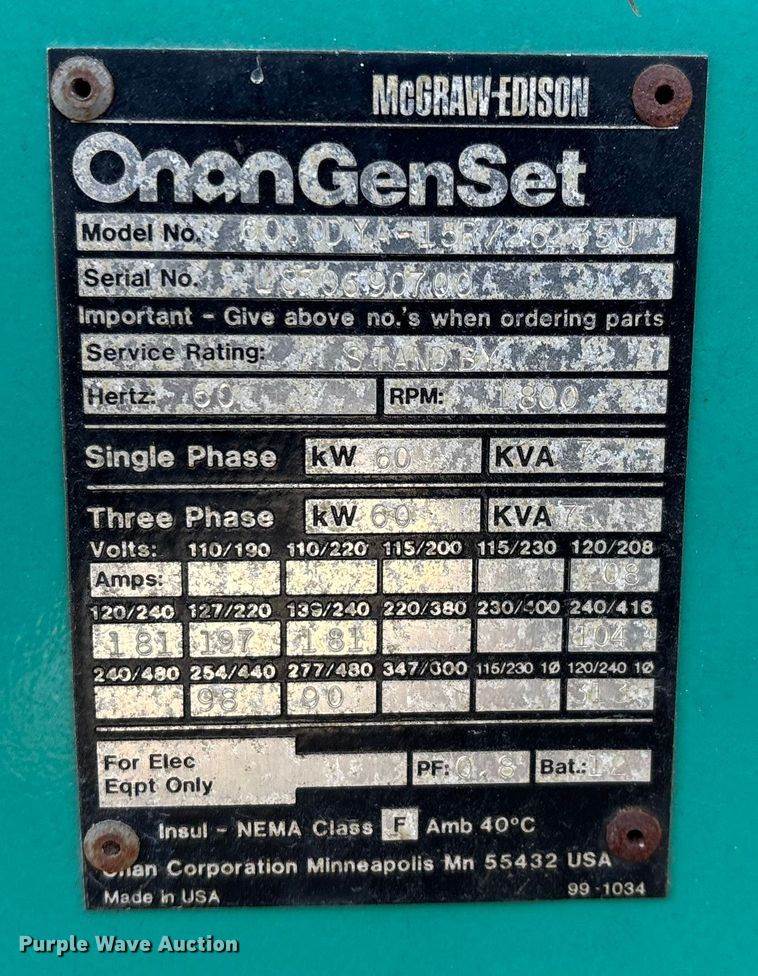 McGRAW-EDISON
OnanGenSet
Model No.
Serial No.
Important - Give above no.'s when ordering parts
Service Rating: STANDBY
Hertz: 60 RPM: 1800
Single Phase kW 60 KVA
Three Phase kW 60 KVA
Volts: 110/190 110/220 115/200 115/230 120/208
Amps:
120/240 127/220 139/240 220/380 230/400 240/416
181 197 181 104
240/480 254/440 277/480 347/600 115/230 1Ø 120/240 1Ø
98 90
For Elec
Eqpt Only
PF: 0.8 Bat.: 12
Insul - NEMA Class F Amb 40°C
Onan Corporation Minneapolis Mn 55432 USA
Made in USA 99-1034
Purple Wave Auction